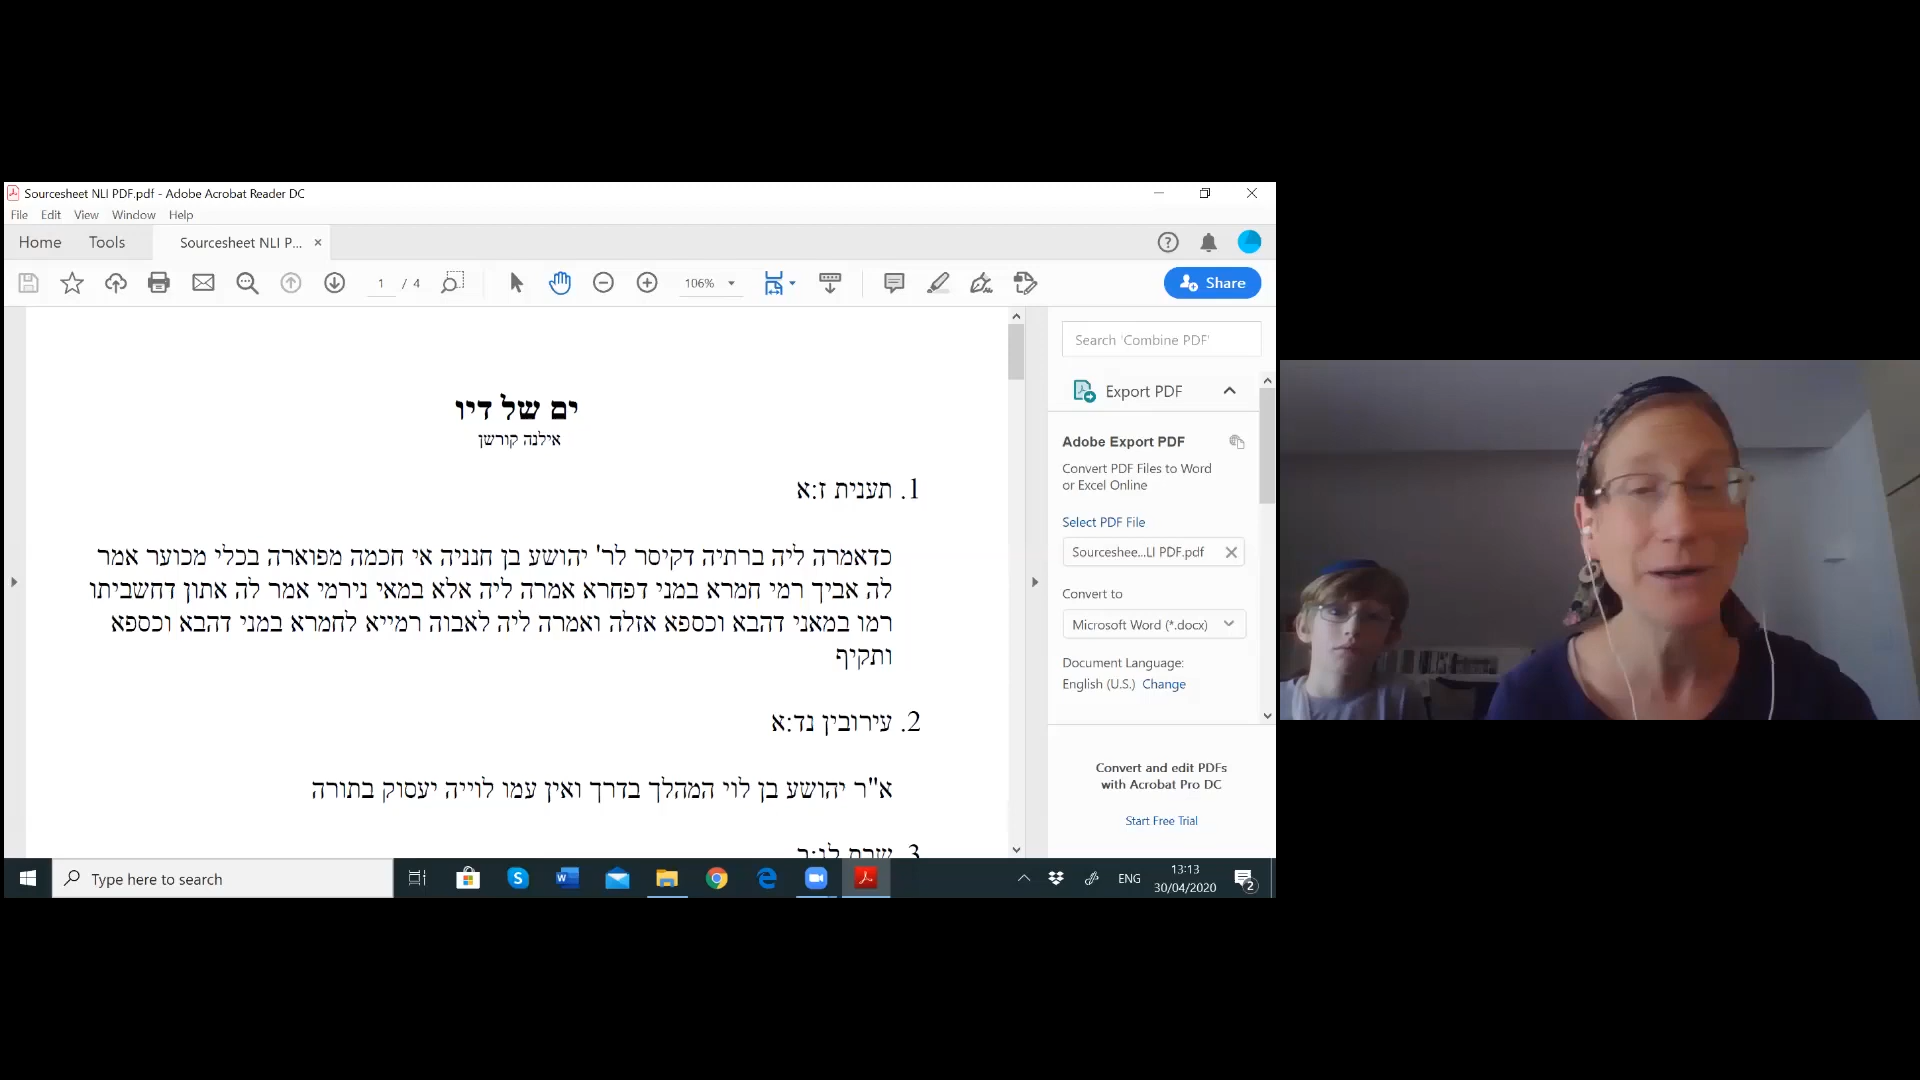 Sourcesheet NLI PDF.pdf - Adobe Acrobat Reader DC
File Edit View Window Help
Home Tools Sourcesheet NLI P... ×
1 / 4 106% Share
ים של דיו
אילנה קורשן
1. תענית ז:א
כדאמרה ליה ברתיה דקיסר לר' יהושע בן חנניה אי חכמה מפוארה בכלי מכוער אמר
לה אביך רמי חמרא במני דפחרא אמרה ליה אלא במאי נירמי אמר לה אתון דחשביתו
רמו במאני דהבא וכספא אזלה ואמרה ליה לאבוה רמייא לחמרא במני דהבא וכספא
ותקיף
2. עירובין נד:א
א"ר יהושע בן לוי המהלך בדרך ואין עמו לוייה יעסוק בתורה
Search 'Combine PDF'
Export PDF
Adobe Export PDF
Convert PDF Files to Word
or Excel Online
Select PDF File
Sourceshee...LI PDF.pdf
Convert to
Microsoft Word (*.docx)
Document Language:
English (U.S.) Change
Convert and edit PDFs
with Acrobat Pro DC
Start Free Trial
Type here to search
ENG
13:13
30/04/2020
2